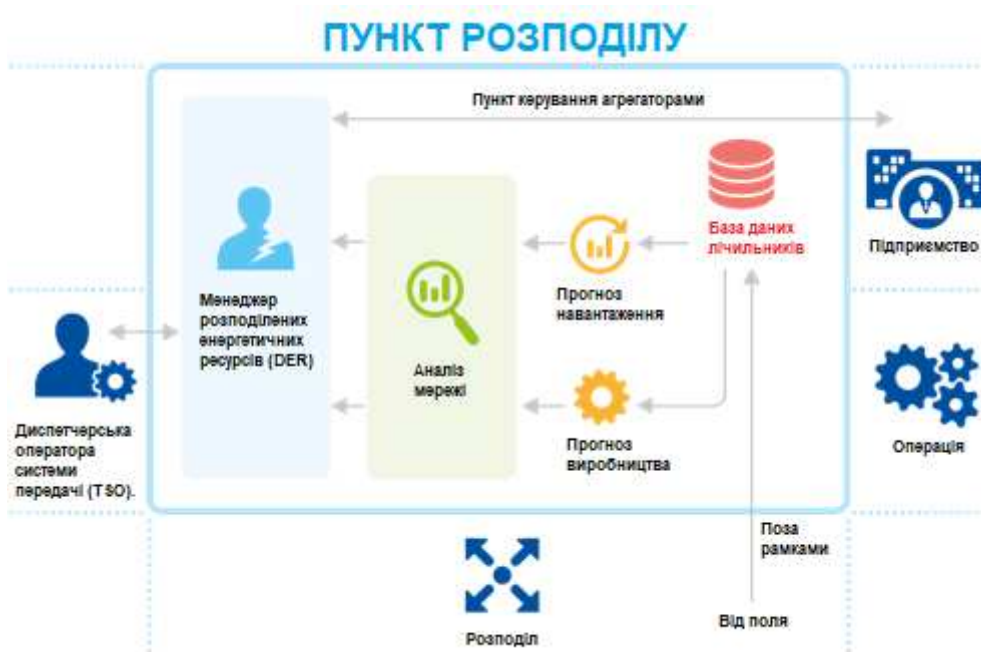 ПУНКТ РОЗПОДІЛУ
Пункт керування агрегаторами
База даних
лічильників
Підприємство
Менеджер
розподілених
енергетичних
ресурсів (DER)
Прогноз
навантаження
Аналіз
мережі
Диспетчерська
оператора
системи
передачі (TSO).
Прогноз
виробництва
Операція
Поза
рамками
Від поля
Розподіл